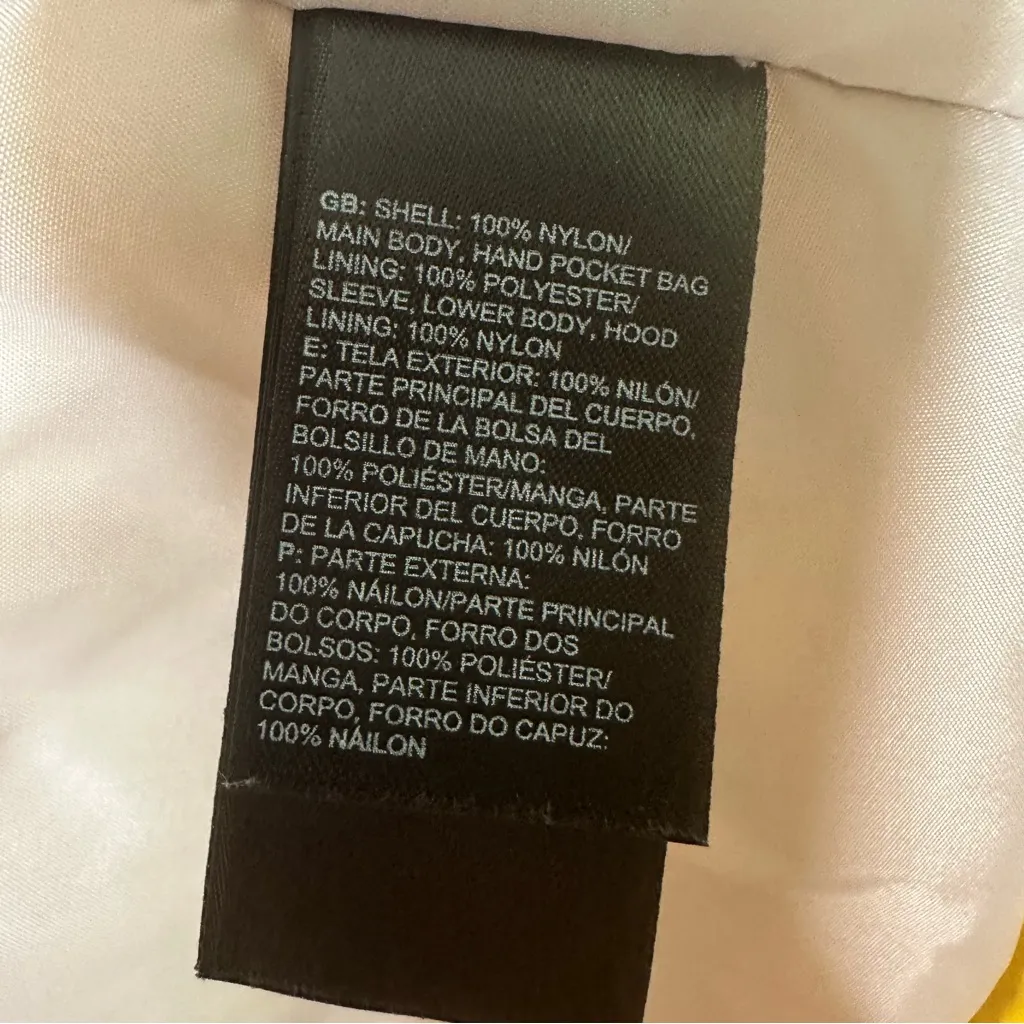 GB: SHELL: 100% NYLON/
MAIN BODY, HAND POCKET BAG
LINING: 100% POLYESTER/
SLEEVE, LOWER BODY, HOOD
LINING: 100% NYLON
E: TELA EXTERIOR: 100% NILÓN/
PARTE PRINCIPAL DEL CUERPO,
FORRO DE LA BOLSA DEL
BOLSILLO DE MANO:
100% POLIÉSTER/MANGA, PARTE
INFERIOR DEL CUERPO, FORRO
DE LA CAPUCHA: 100% NILÓN
P: PARTE EXTERNA:
100% NÁILON/PARTE PRINCIPAL
DO CORPO, FORRO DOS
BOLSOS: 100% POLIÉSTER/
MANGA, PARTE INFERIOR DO
CORPO, FORRO DO CAPUZ:
100% NÁILON